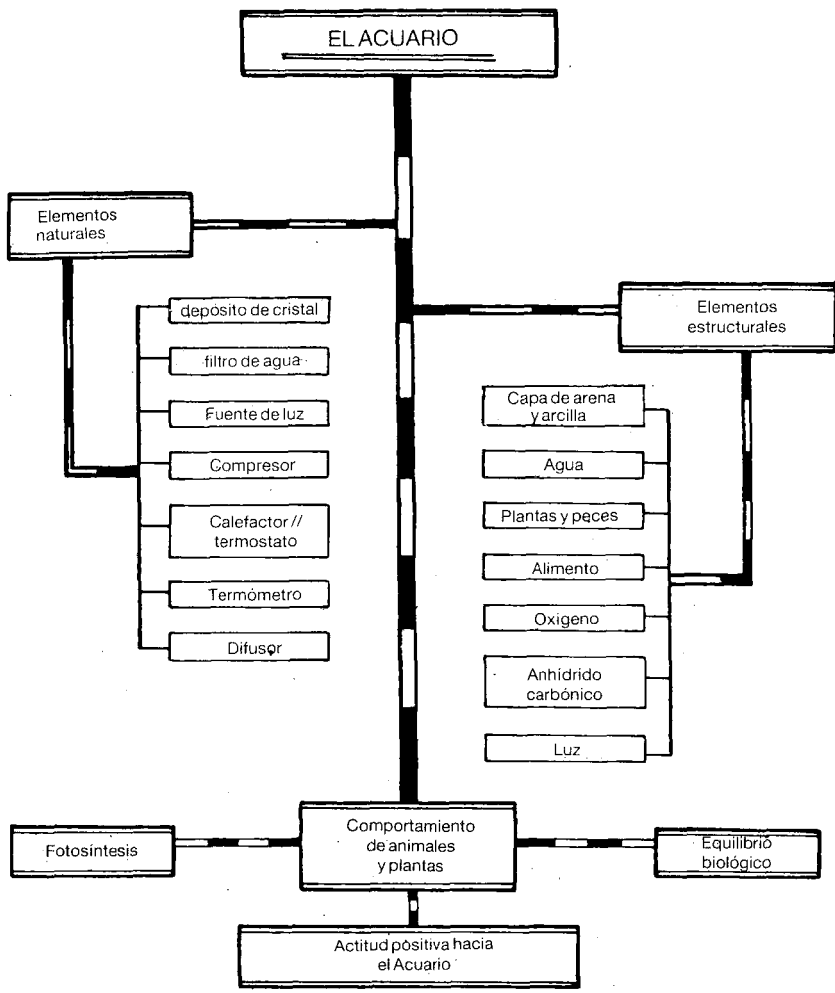 EL ACUARIO
Elementos
naturales
depósito de cristal
filtro de agua
Fuente de luz
Compresor
Calefactor//
termostato
Termómetro
Difusor
Elementos
estructurales
Capa de arena
y arcilla
Agua
Plantas y peces
Alimento
Oxigeno
Anhídrido
carbónico
Luz
Fotosíntesis
Comportamiento
de animales
y plantas
Equilibrio
biológico
Actitud positiva hacia
el Acuario